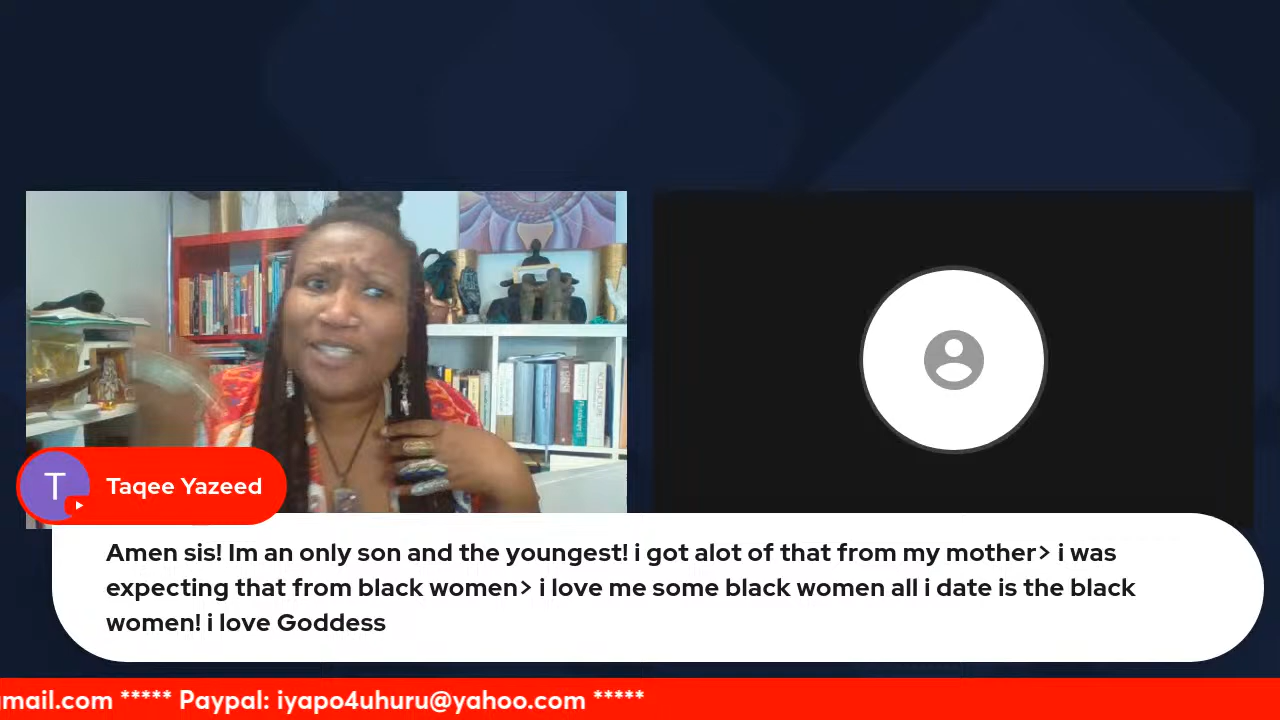 T
Taqee Yazeed
Amen sis! Im an only son and the youngest! i got alot of that from my mother> i was
expecting that from black women> i love me some black women all i date is the black
women! i love Goddess
gmail.com ***** Paypal: iyapo4uhuru@yahoo.com *****